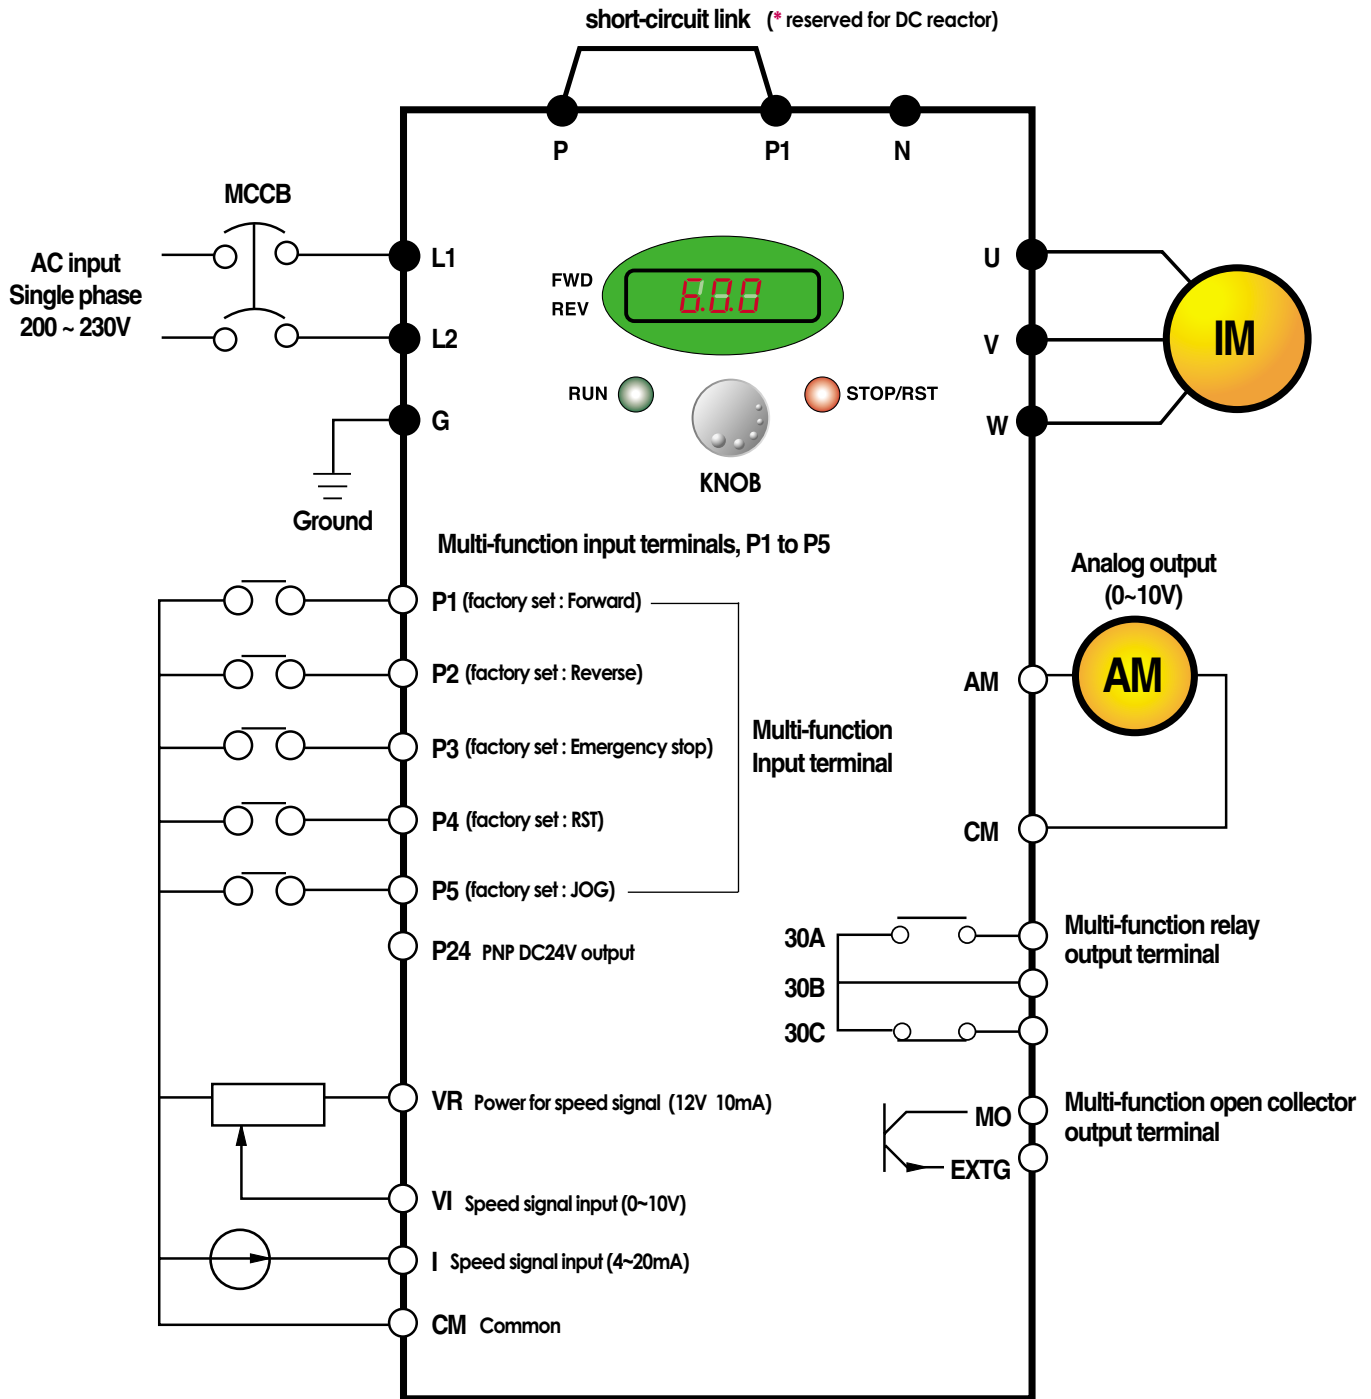 short-circuit link (* reserved for DC reactor)
P
P1
N
MCCB
AC input
Single phase
200 ~ 230V
L1
L2
G
Ground
FWD
REV
6.0.0
RUN
STOP/RST
KNOB
U
V
W
IM
Multi-function input terminals, P1 to P5
P1 (factory set : Forward)
P2 (factory set : Reverse)
P3 (factory set : Emergency stop)
P4 (factory set : RST)
P5 (factory set : JOG)
Multi-function
Input terminal
P24 PNP DC24V output
VR Power for speed signal (12V 10mA)
VI Speed signal input (0~10V)
I Speed signal input (4~20mA)
CM Common
Analog output
(0~10V)
AM
AM
CM
30A
30B
30C
Multi-function relay
output terminal
MO
EXTG
Multi-function open collector
output terminal